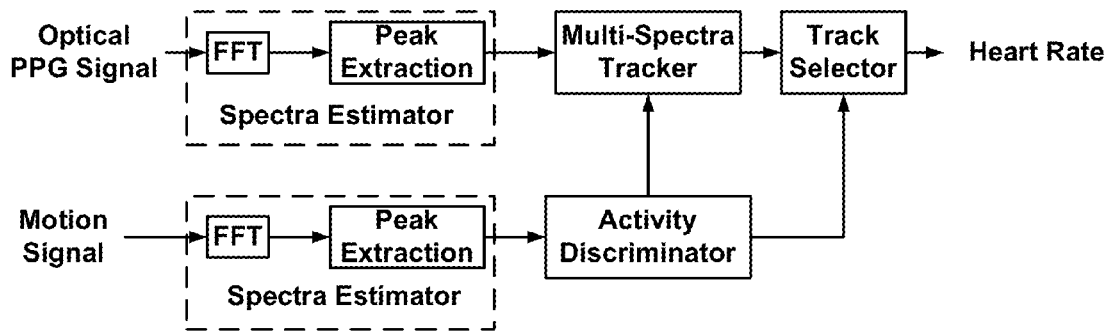 Optical
PPG Signal
FFT
Peak
Extraction
Spectra Estimator
Multi-Spectra
Tracker
Track
Selector
Heart Rate
Motion
Signal
FFT
Peak
Extraction
Spectra Estimator
Activity
Discriminator